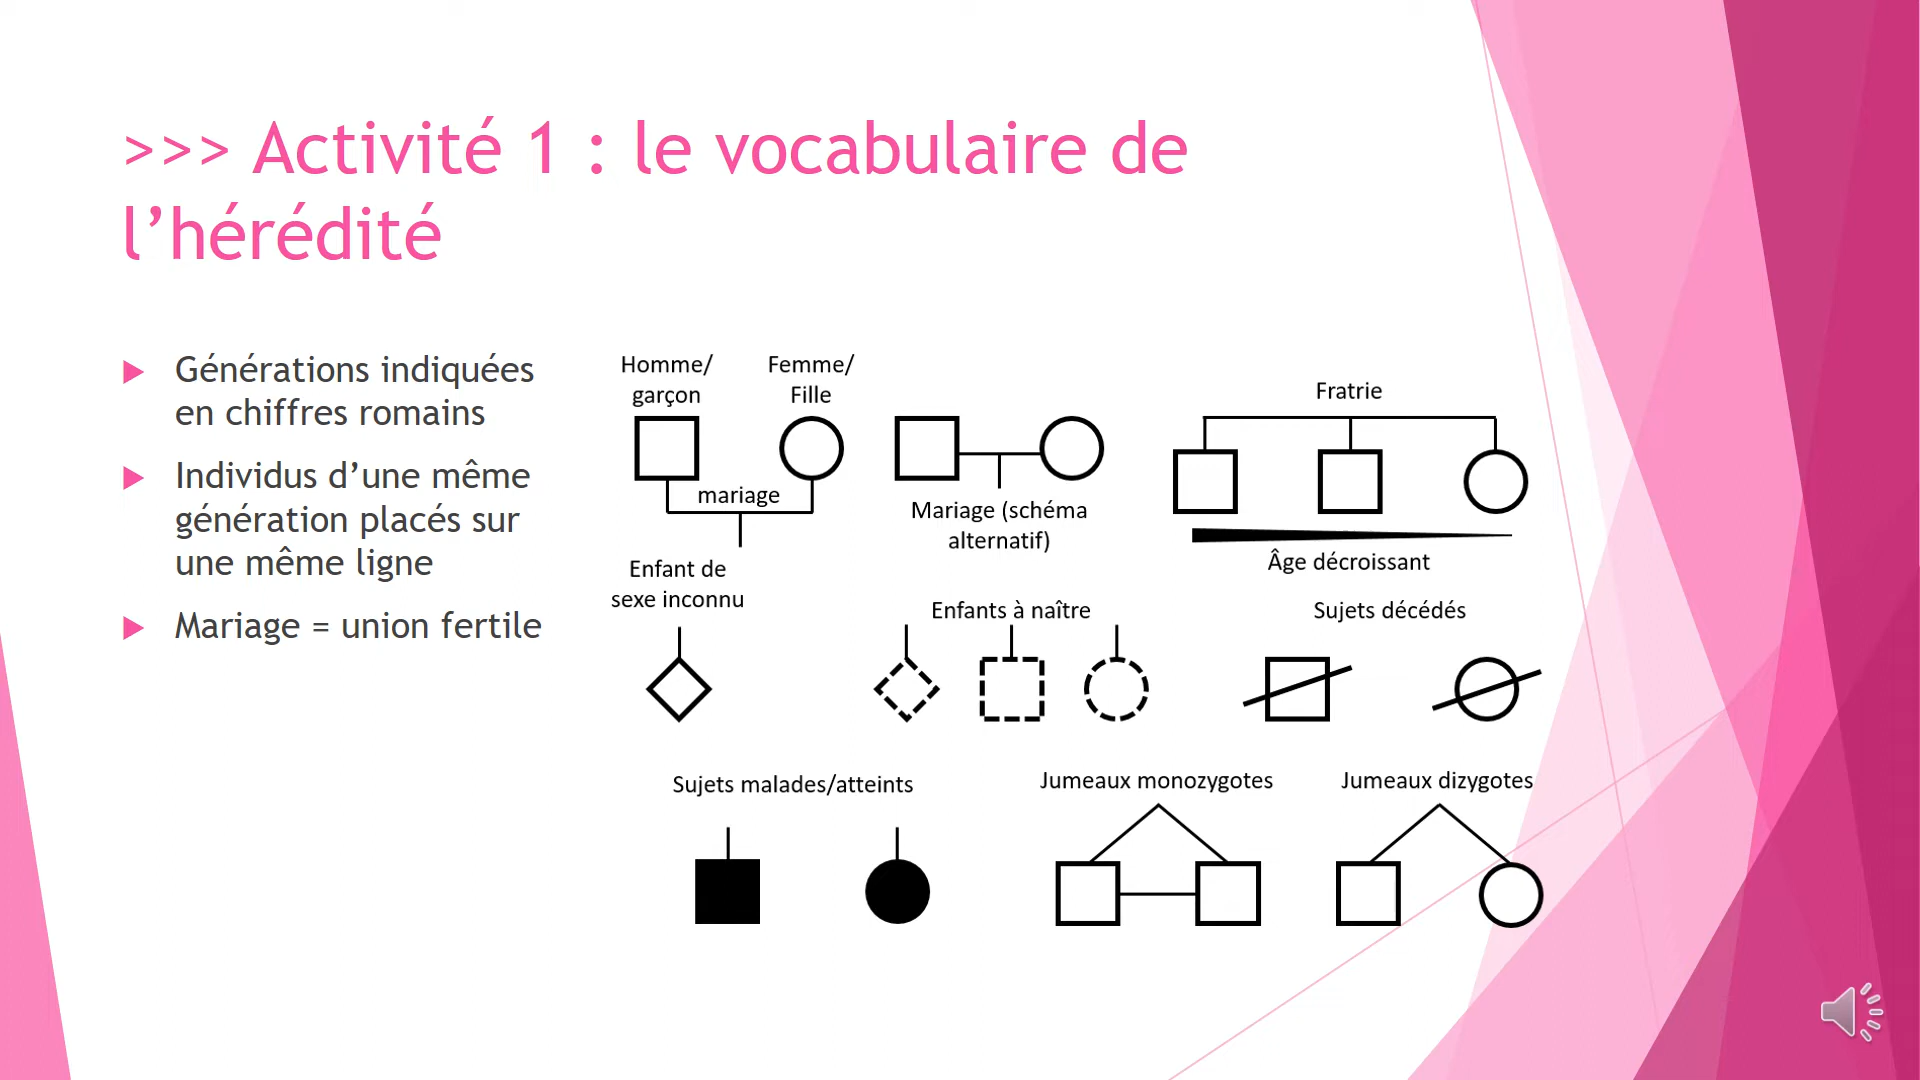 >>> Activité 1 : le vocabulaire de
l’hérédité
Générations indiquées
en chiffres romains
Individus d’une même
génération placés sur
une même ligne
Mariage = union fertile
Homme/
garçon
Femme/
Fille
mariage
Mariage (schéma
alternatif)
Fratrie
Âge décroissant
Enfant de
sexe inconnu
Enfants à naître
Sujets décédés
Sujets malades/atteints
Jumeaux monozygotes
Jumeaux dizygotes